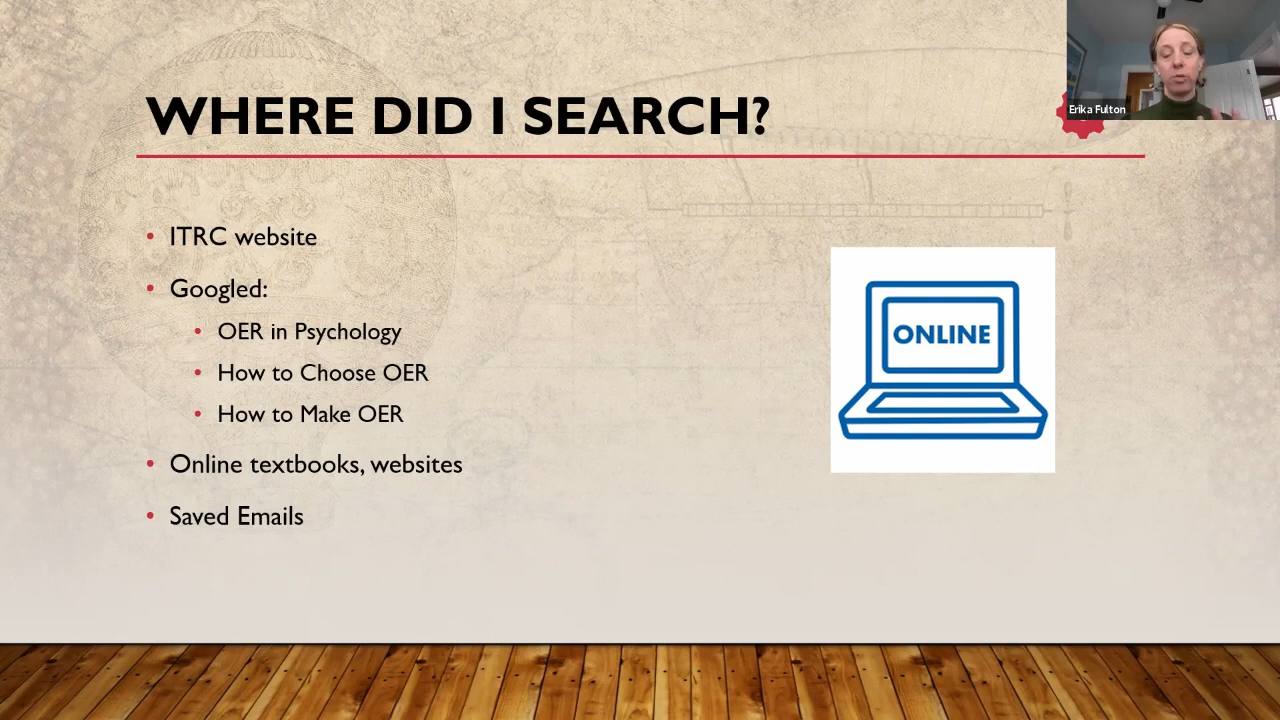 WHERE DID I SEARCH?
Erika Fulton
• ITRC website
• Googled:
• OER in Psychology
• How to Choose OER
• How to Make OER
• Online textbooks, websites
• Saved Emails
ONLINE